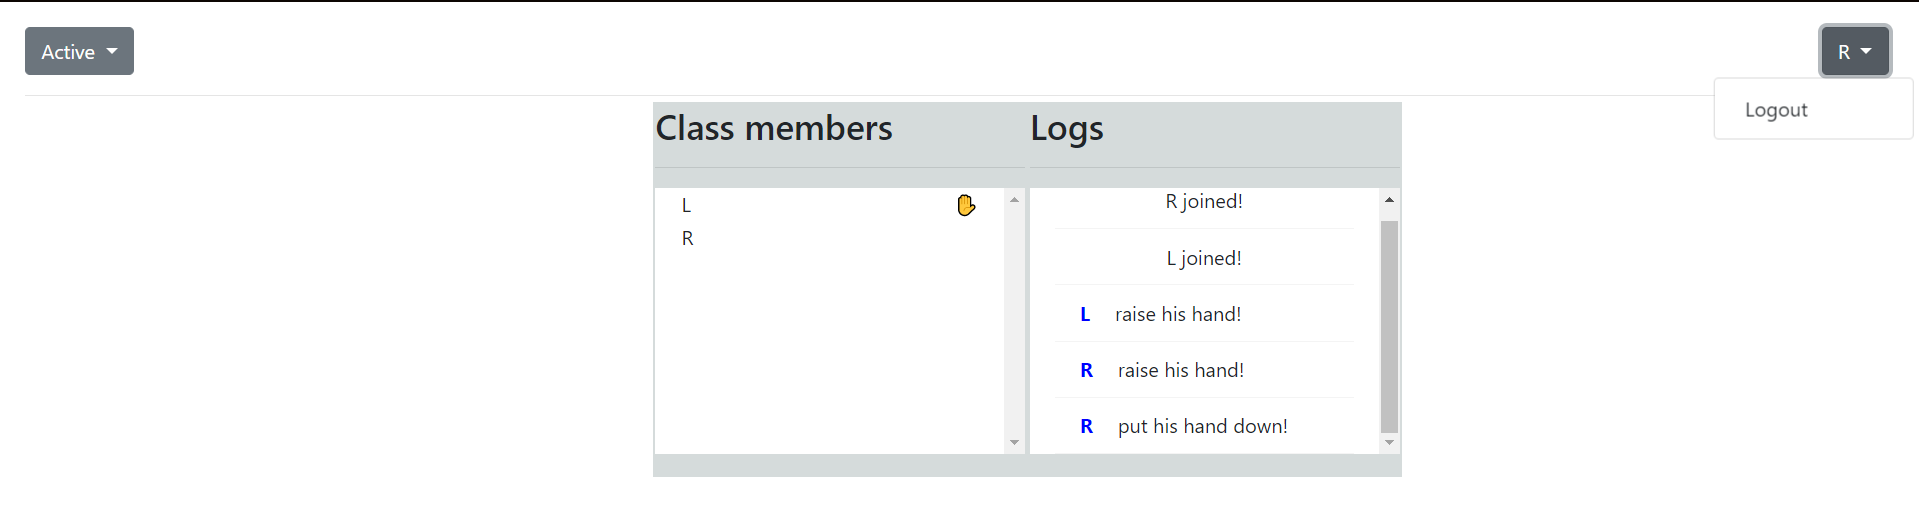 Active
R
Logout
Class members
Logs
L
R
R joined!
L joined!
L raise his hand!
R raise his hand!
R put his hand down!